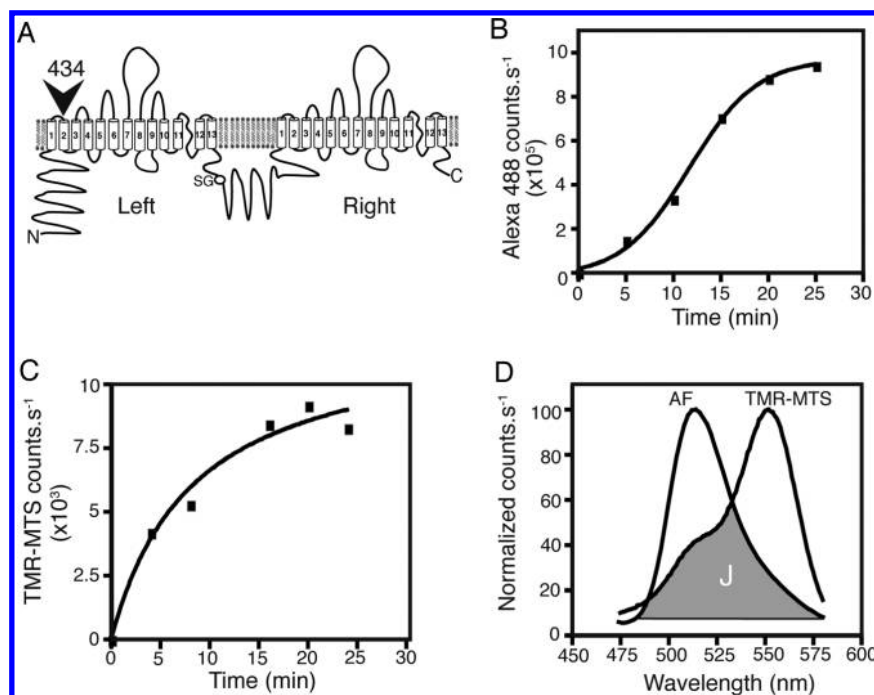 A
434
1 2 3 4 5 6 7 8 9 10 11 12 13
1 2 3 4 5 6 7 8 9 10 11 12 13
SG
C
Left
Right
N
B
Alexa 488 counts.s⁻¹
(x10⁵)
10
8
6
4
2
0
0 5 10 15 20 25 30
Time (min)
C
TMR-MTS counts.s⁻¹
(x10³)
10
7.5
5
2.5
0
0 5 10 15 20 25 30
Time (min)
D
AF
TMR-MTS
Normalized counts.s⁻¹
100
80
60
40
20
0
J
450 475 500 525 550 575 600
Wavelength (nm)